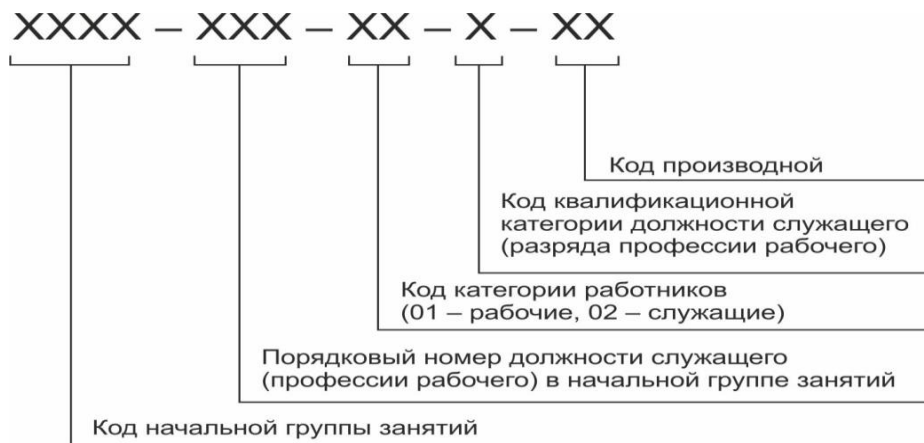 XXXX – XXX – XX – X – XX
Код производной
Код квалификационной
категории должности служащего
(разряда профессии рабочего)
Код категории работников
(01 – рабочие, 02 – служащие)
Порядковый номер должности служащего
(профессии рабочего) в начальной группе занятий
Код начальной группы занятий